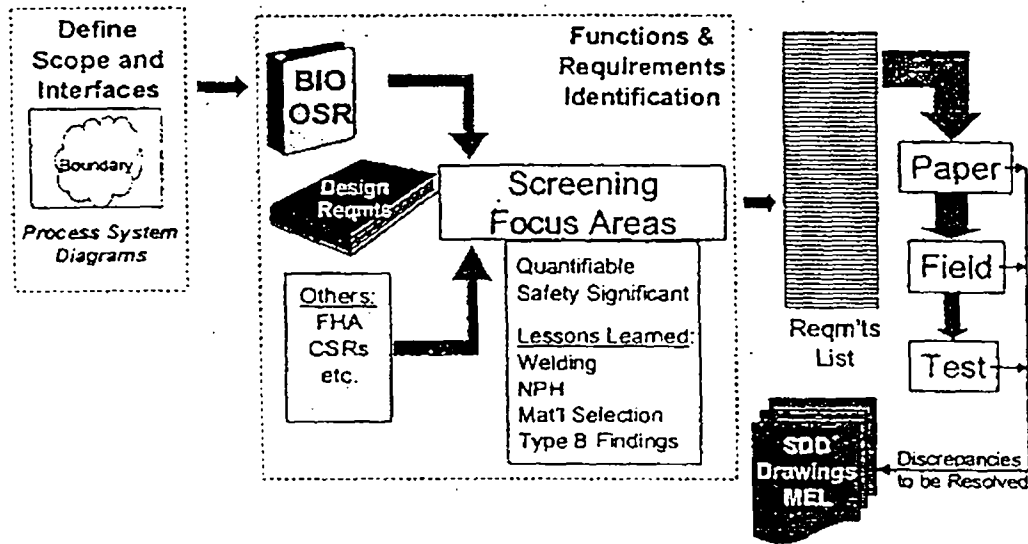 Define
Scope and
Interfaces
Boundary
Process System
Diagrams
BIO
OSR
Design
Reqmts
Others:
FHA
CSRs
etc.
Functions &
Requirements
Identification
Screening
Focus Areas
Quantifiable
Safety Significant
Lessons Learned:
Welding
NPH
Mat'l Selection
Type B Findings
Reqm'ts
List
Paper
Field
Test
SDD
Drawings
MEL
Discrepancies
to be Resolved